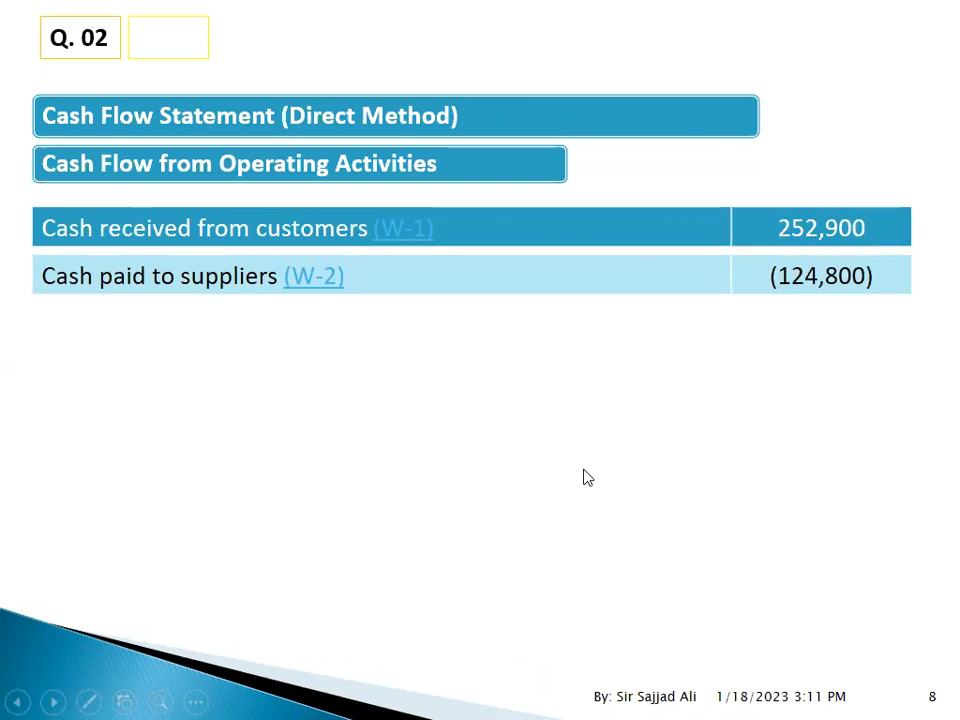 Q. 02
Cash Flow Statement (Direct Method)
Cash Flow from Operating Activities
Cash received from customers (W-1) 252,900
Cash paid to suppliers (W-2) (124,800)
By: Sir Sajjad Ali 1/18/2023 3:11 PM 8